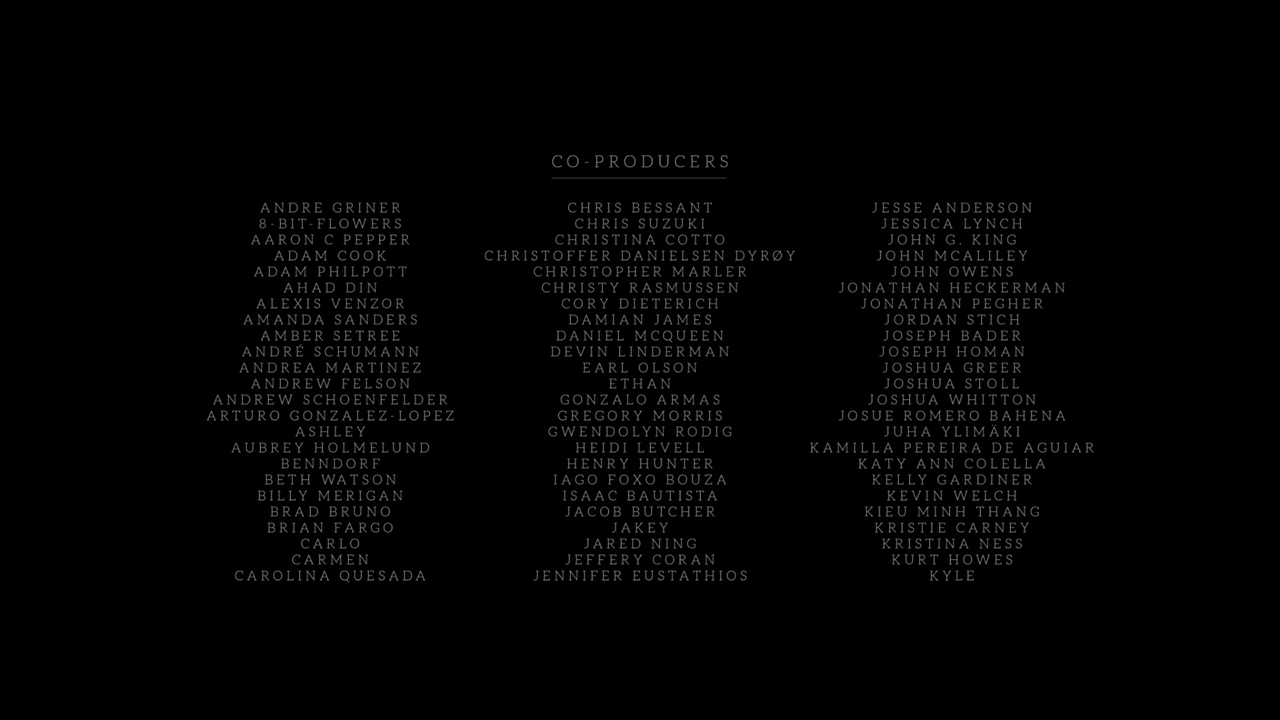 CO-PRODUCERS
ANDRE GRINER
8-BIT-FLOWERS
AARON C PEPPER
ADAM COOK
ADAM PHILPOTT
AHAD DIN
ALEXIS VENZOR
AMANDA SANDERS
AMBER SETREE
ANDRÉ SCHUMANN
ANDREA MARTINEZ
ANDREW FELSON
ANDREW SCHOENFELDER
ARTURO GONZALEZ-LOPEZ
ASHLEY
AUBREY HOLMELUND
BENNDORF
BETH WATSON
BILLY MERIGAN
BRAD BRUNO
BRIAN FARGO
CARLO
CARMEN
CAROLINA QUESADA
CHRIS BESSANT
CHRIS SUZUKI
CHRISTINA COTTO
CHRISTOFFER DANIELSEN DYRØY
CHRISTOPHER MARLER
CHRISTY RASMUSSEN
CORY DIETERICH
DAMIAN JAMES
DANIEL MCQUEEN
DEVIN LINDERMAN
EARL OLSON
ETHAN
GONZALO ARMAS
GREGORY MORRIS
GWENDOLYN RODIG
HEIDI LEVELL
HENRY HUNTER
IAGO FOXO BOUZA
ISAAC BAUTISTA
JACOB BUTCHER
JAKEY
JARED NING
JEFFERY CORAN
JENNIFER EUSTATHIOS
JESSE ANDERSON
JESSICA LYNCH
JOHN G. KING
JOHN MCALILEY
JOHN OWENS
JONATHAN HECKERMAN
JONATHAN PEGHER
JORDAN STICH
JOSEPH BADER
JOSEPH HOMAN
JOSHUA GREER
JOSHUA STOLL
JOSHUA WHITTON
JOSUE ROMERO BAHENA
JUHA YLIMÄKI
KAMILLA PEREIRA DE AGUIAR
KATY ANN COLELLA
KELLY GARDINER
KEVIN WELCH
KIEU MINH THANG
KRISTIE CARNEY
KRISTINA NESS
KURT HOWES
KYLE